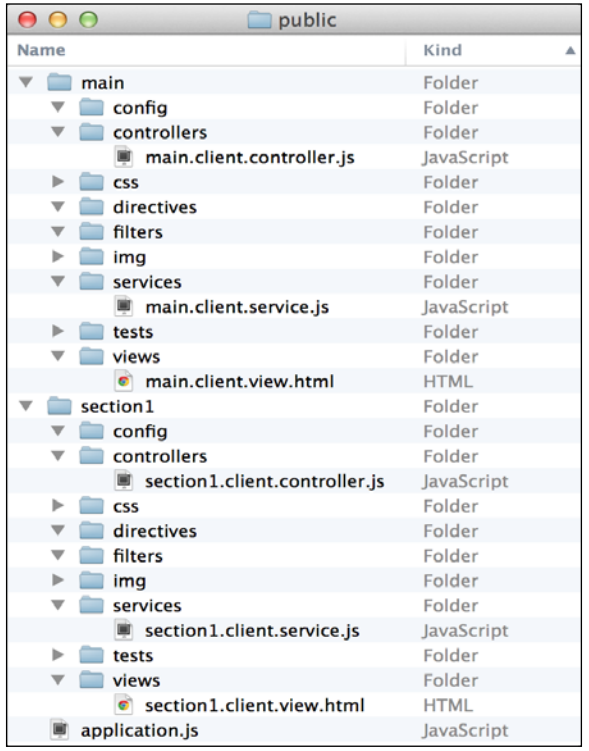 public
Name Kind
main Folder
config Folder
controllers Folder
main.client.controller.js JavaScript
css Folder
directives Folder
filters Folder
img Folder
services Folder
main.client.service.js JavaScript
tests Folder
views Folder
main.client.view.html HTML
section1 Folder
config Folder
controllers Folder
section1.client.controller.js JavaScript
css Folder
directives Folder
filters Folder
img Folder
services Folder
section1.client.service.js JavaScript
tests Folder
views Folder
section1.client.view.html HTML
application.js JavaScript